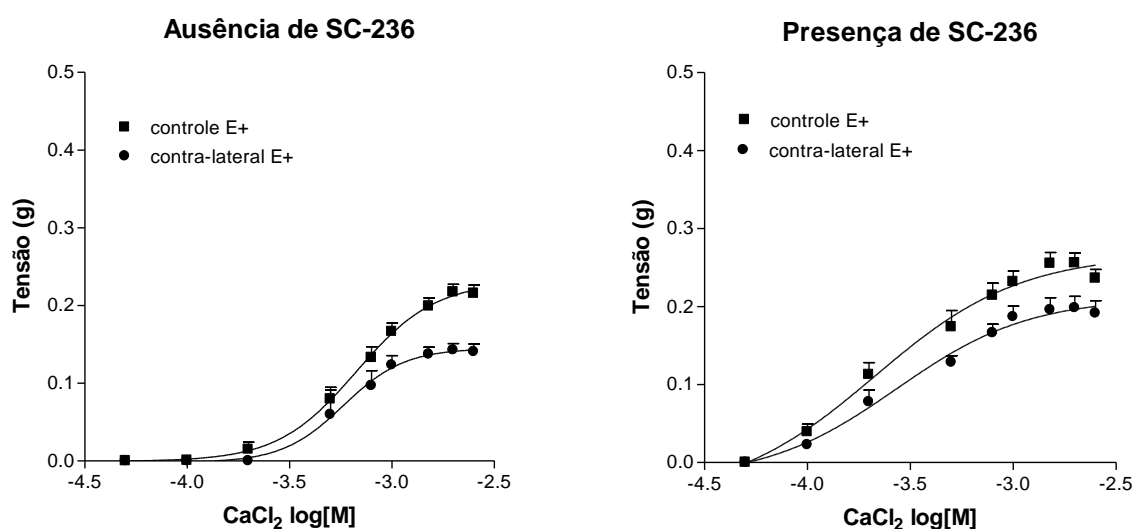 Ausência de SC-236
0.5
0.4
0.3
0.2
0.1
0.0
Tensão (g)
controle E+
contra-lateral E+
-4.5 -4.0 -3.5 -3.0 -2.5
CaCl₂ log[M]
Presença de SC-236
0.5
0.4
0.3
0.2
0.1
0.0
Tensão (g)
controle E+
contra-lateral E+
-4.5 -4.0 -3.5 -3.0 -2.5
CaCl₂ log[M]